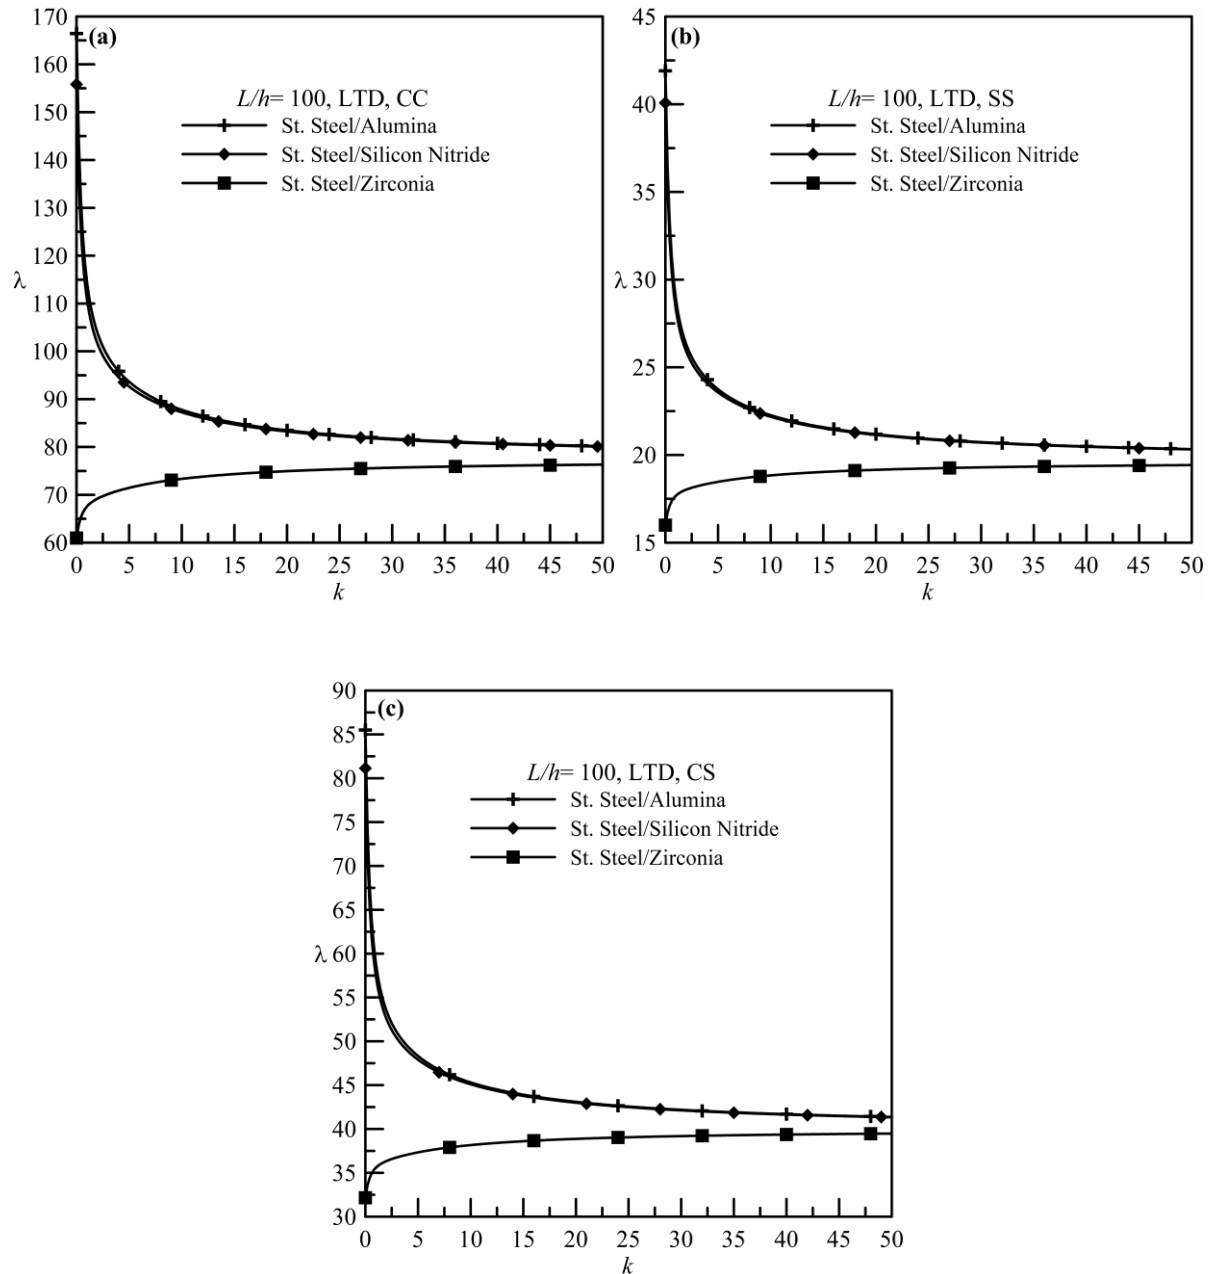 (a)
170
160
150
140
130
120
110
100
90
80
70
60
λ
L/h= 100, LTD, CC
St. Steel/Alumina
St. Steel/Silicon Nitride
St. Steel/Zirconia
0 5 10 15 20 25 30 35 40 45 50
k
(b)
45
40
45
30
25
20
15
λ
L/h= 100, LTD, SS
St. Steel/Alumina
St. Steel/Silicon Nitride
St. Steel/Zirconia
0 5 10 15 20 25 30 35 40 45 50
k
(c)
90
85
80
75
70
65
60
55
50
45
40
35
30
λ
L/h= 100, LTD, CS
St. Steel/Alumina
St. Steel/Silicon Nitride
St. Steel/Zirconia
0 5 10 15 20 25 30 35 40 45 50
k